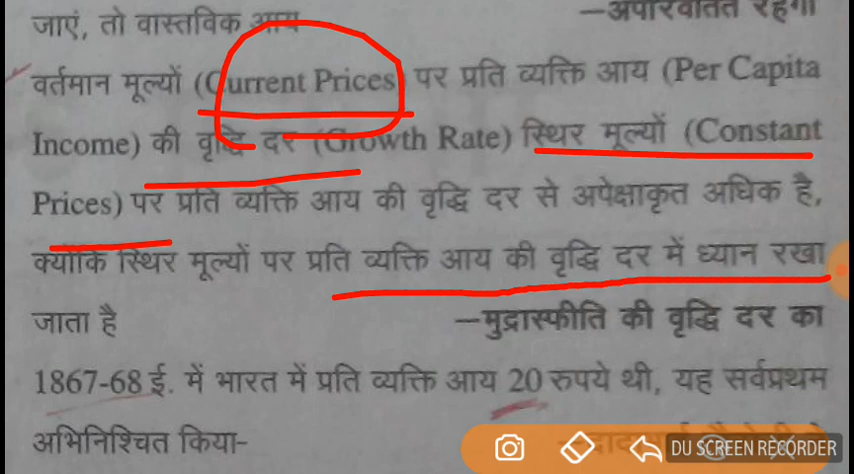 जाएं, तो वास्तविक आय —अपरिवर्तित रहेगी
वर्तमान मूल्यों (Current Prices) पर प्रति व्यक्ति आय (Per Capita
Income) की वृद्धि दर (Growth Rate) स्थिर मूल्यों (Constant
Prices) पर प्रति व्यक्ति आय की वृद्धि दर से अपेक्षाकृत अधिक है,
क्योंकि स्थिर मूल्यों पर प्रति व्यक्ति आय की वृद्धि दर में ध्यान रखा
जाता है —मुद्रास्फीति की वृद्धि दर का
1867-68 ई. में भारत में प्रति व्यक्ति आय 20 रुपये थी, यह सर्वप्रथम
अभिनिश्चित किया-
DU SCREEN RECORDER